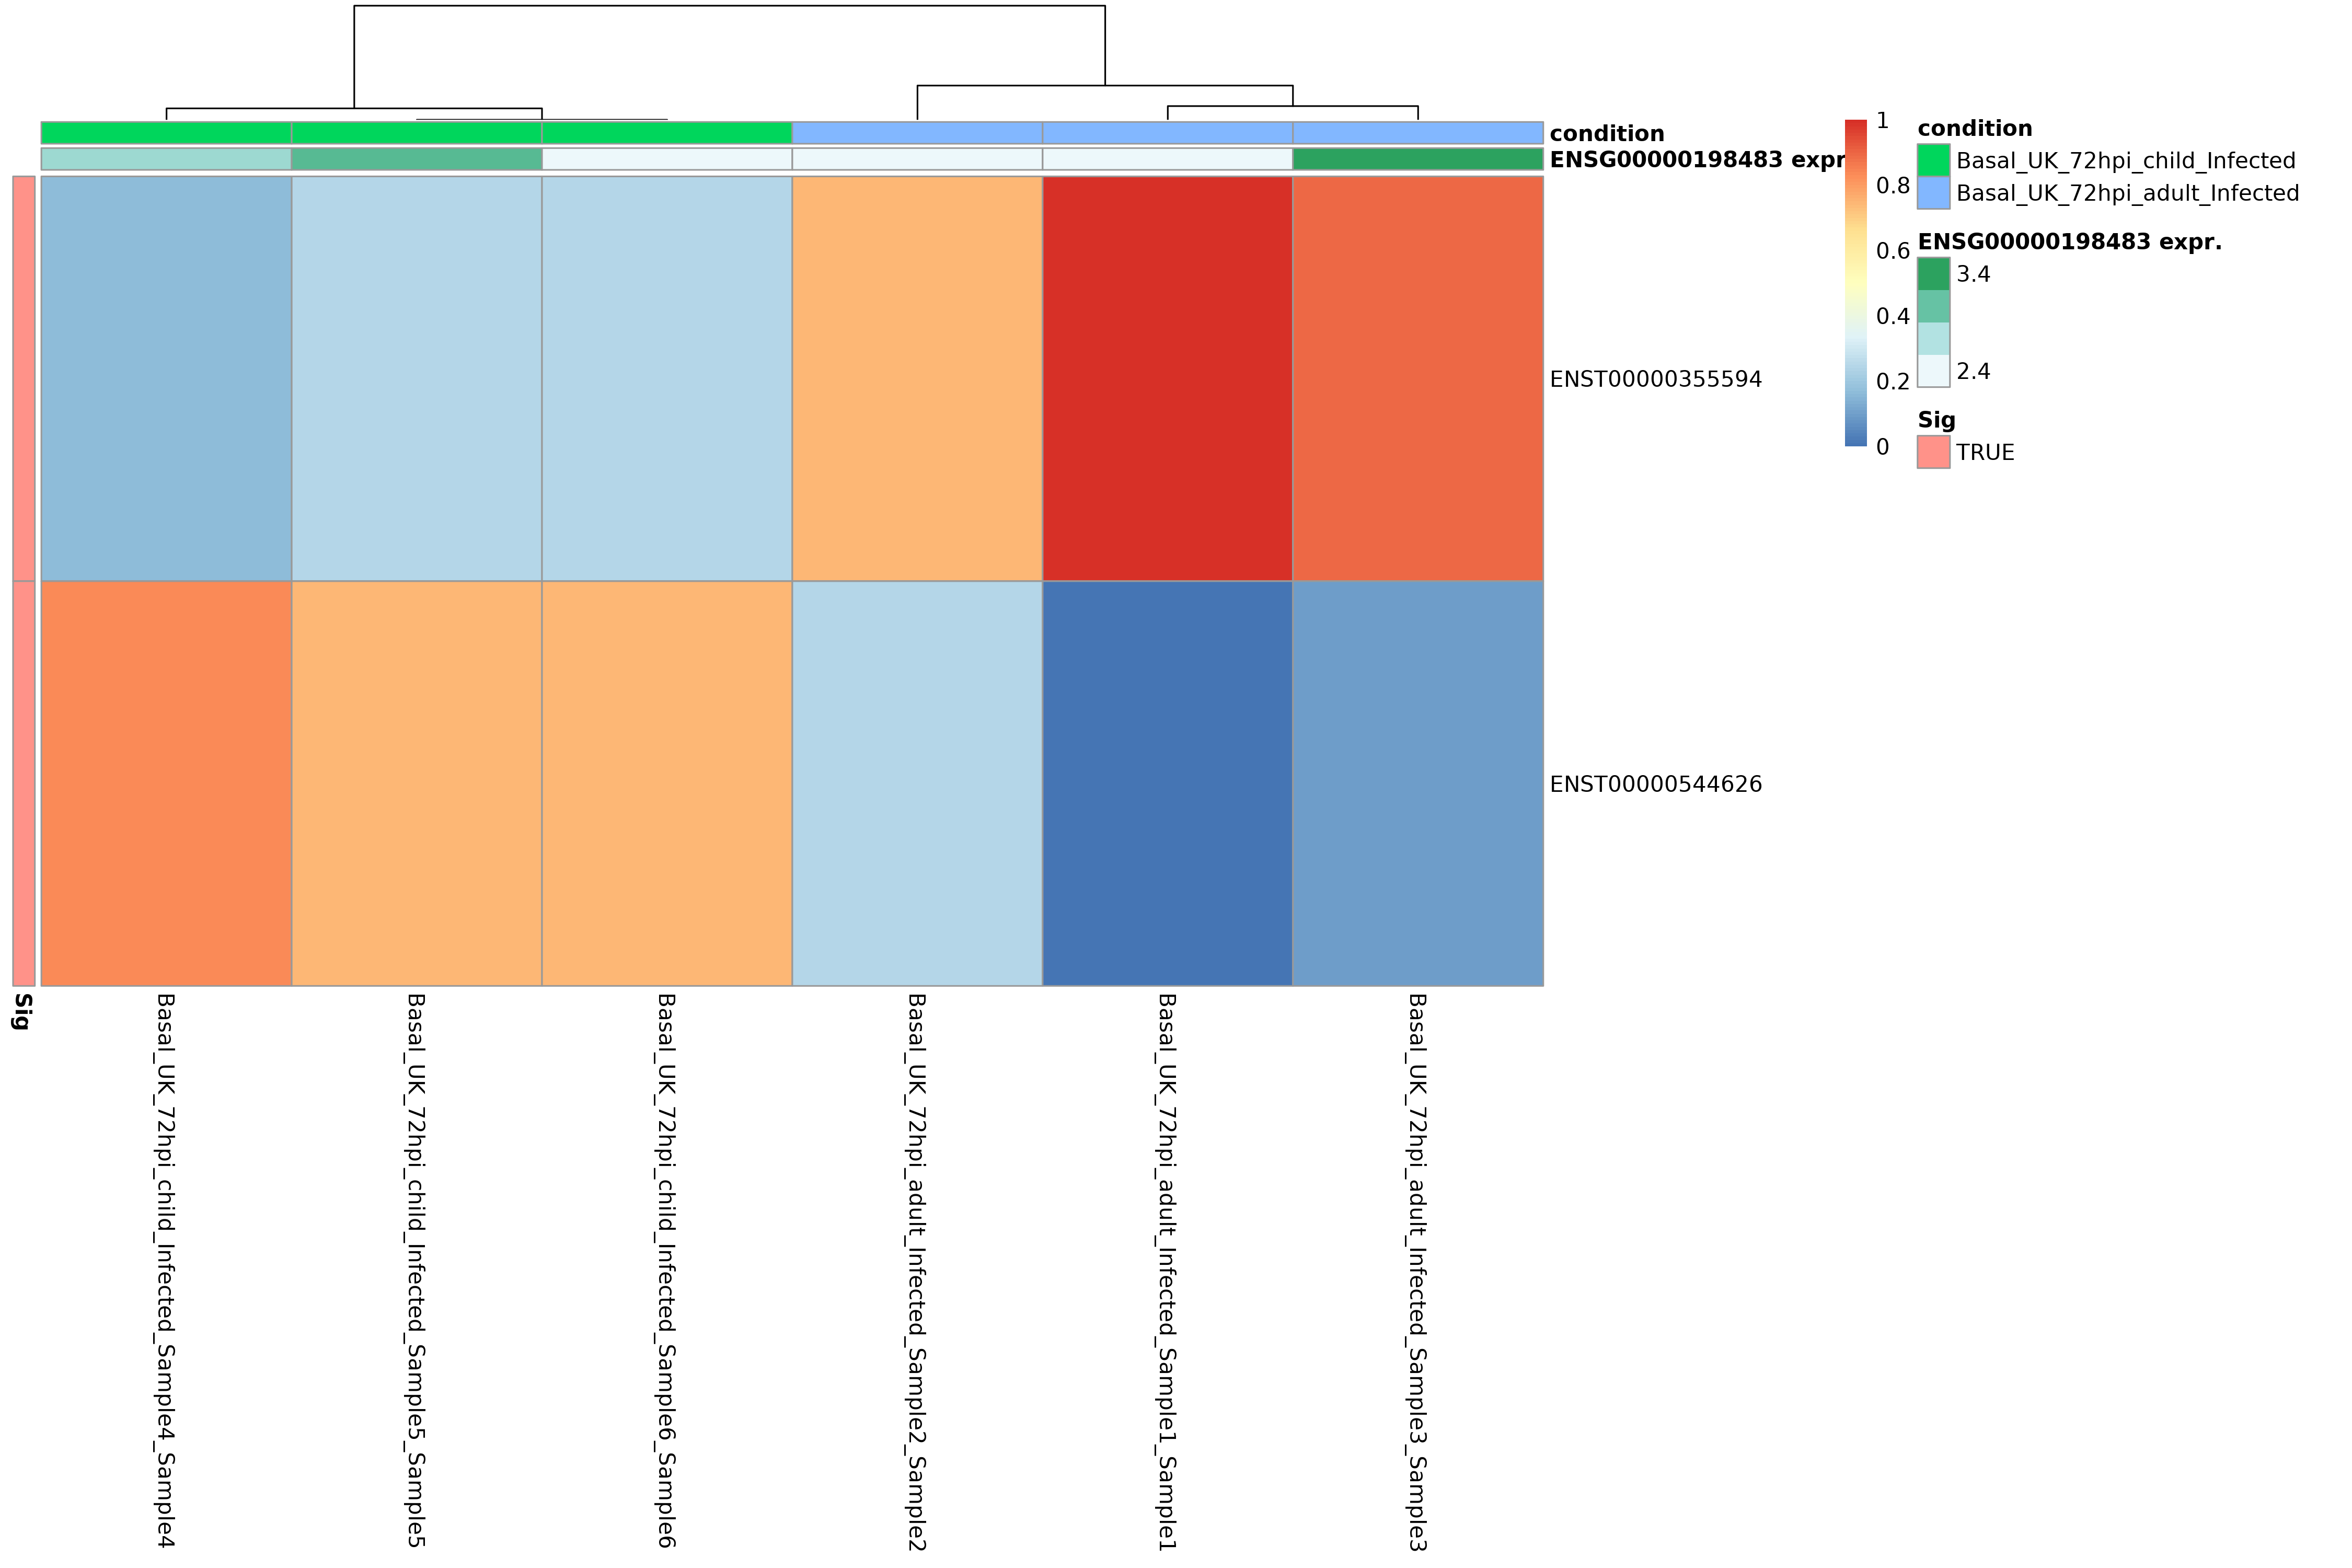 condition
ENSG00000198483 expr
ENST00000355594
ENST00000544626
Sig
Basal_UK_72hpi_child_Infected_Sample4_Sample4
Basal_UK_72hpi_child_Infected_Sample5_Sample5
Basal_UK_72hpi_child_Infected_Sample6_Sample6
Basal_UK_72hpi_adult_Infected_Sample2_Sample2
Basal_UK_72hpi_adult_Infected_Sample1_Sample1
Basal_UK_72hpi_adult_Infected_Sample3_Sample3
1
0.8
0.6
0.4
0.2
0
condition
Basal_UK_72hpi_child_Infected
Basal_UK_72hpi_adult_Infected
ENSG00000198483 expr.
3.4
2.4
Sig
TRUE